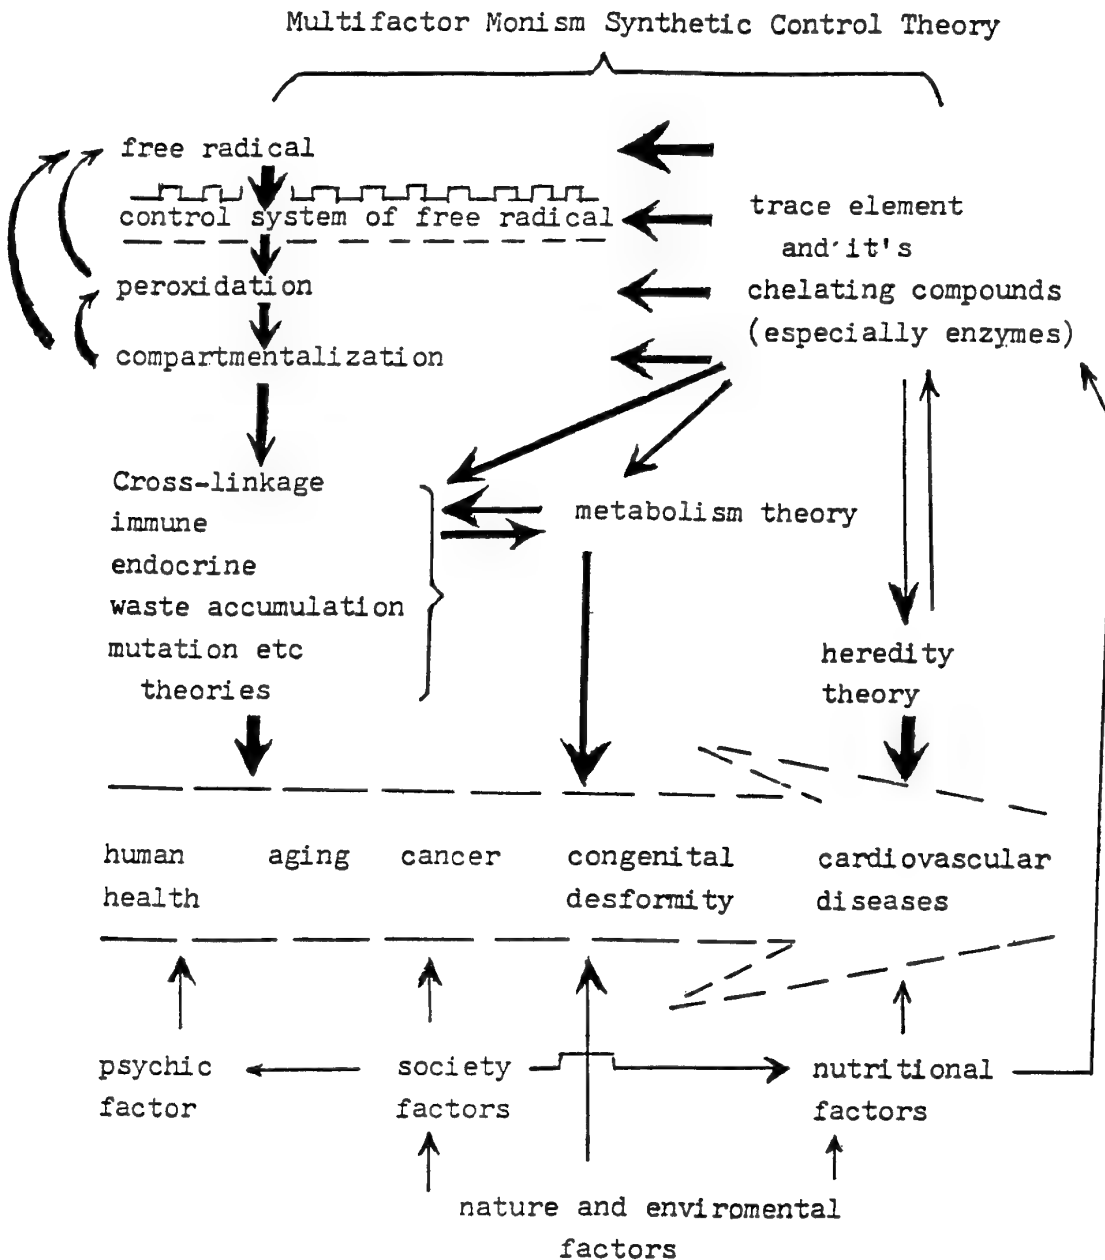 Multifactor Monism Synthetic Control Theory
free radical
control system of free radical
peroxidation
compartmentalization
trace element
and it's
chelating compounds
(especially enzymes)
Cross-linkage
immune
endocrine
waste accumulation
mutation etc
theories
metabolism theory
heredity
theory
human
health
aging
cancer
congenital
desformity
cardiovascular
diseases
psychic
factor
society
factors
nutritional
factors
nature and enviromental
factors